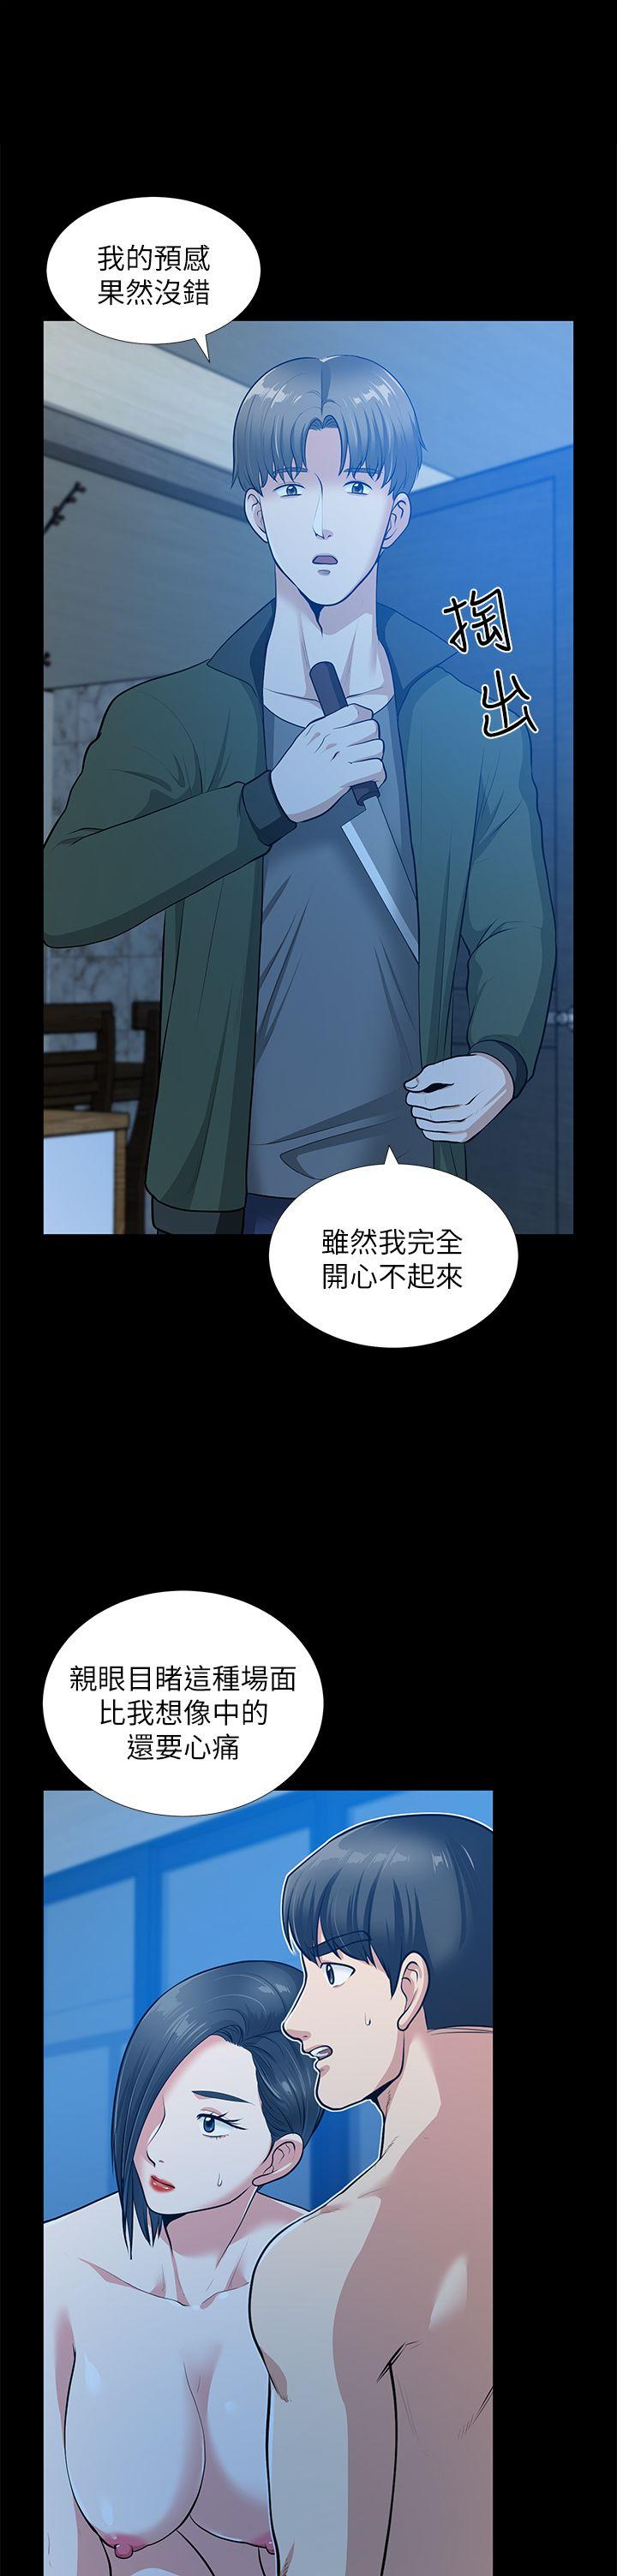 我的預感
果然沒錯
掏出
雖然我完全
開心不起來
親眼目睹這種場面
比我想像中的
還要心痛